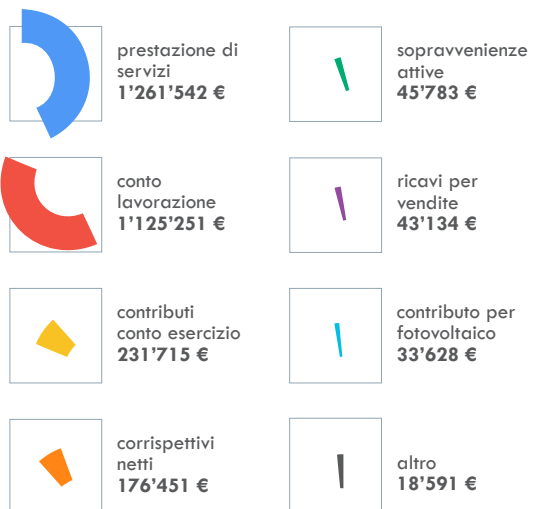 prestazione di
servizi
1’261’542 €
conto
lavorazione
1’125’251 €
contributi
conto esercizio
231’715 €
corrispettivi
netti
176’451 €
sopravvenienze
attive
45’783 €
ricavi per
vendite
43’134 €
contributo per
fotovoltaico
33’628 €
altro
18’591 €